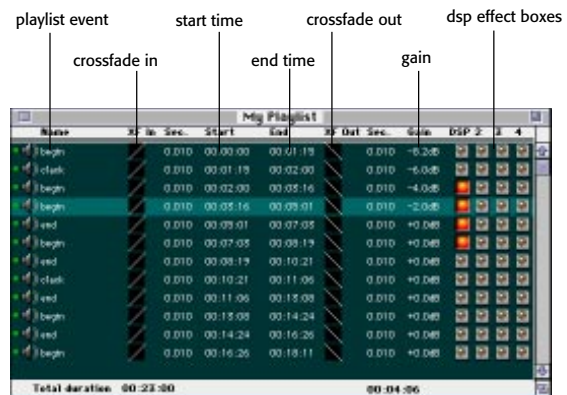 playlist event
start time
crossfade out
dsp effect boxes
crossfade in
end time
gain
My Playlist
Name XF In Sec. Start End XF Out Sec. Gain DSP 2 3 4
begin 0.010 00:00:00 00:01:19 0.010 -8.2dB
clank 0.010 00:01:19 00:02:00 0.010 -6.0dB
begin 0.010 00:02:00 00:03:16 0.010 -4.0dB
begin 0.010 00:03:16 00:05:01 0.010 -2.0dB
end 0.010 00:05:01 00:07:03 0.010 +0.0dB
begin 0.010 00:07:03 00:08:19 0.010 +0.0dB
end 0.010 00:08:19 00:10:21 0.010 +0.0dB
clank 0.010 00:10:21 00:11:06 0.010 +0.0dB
end 0.010 00:11:06 00:13:08 0.010 +0.0dB
begin 0.010 00:13:08 00:14:24 0.010 +0.0dB
end 0.010 00:14:24 00:16:26 0.010 +0.0dB
begin 0.010 00:16:26 00:18:11 0.010 +0.0dB
Total duration 00:23:00 00:04:06